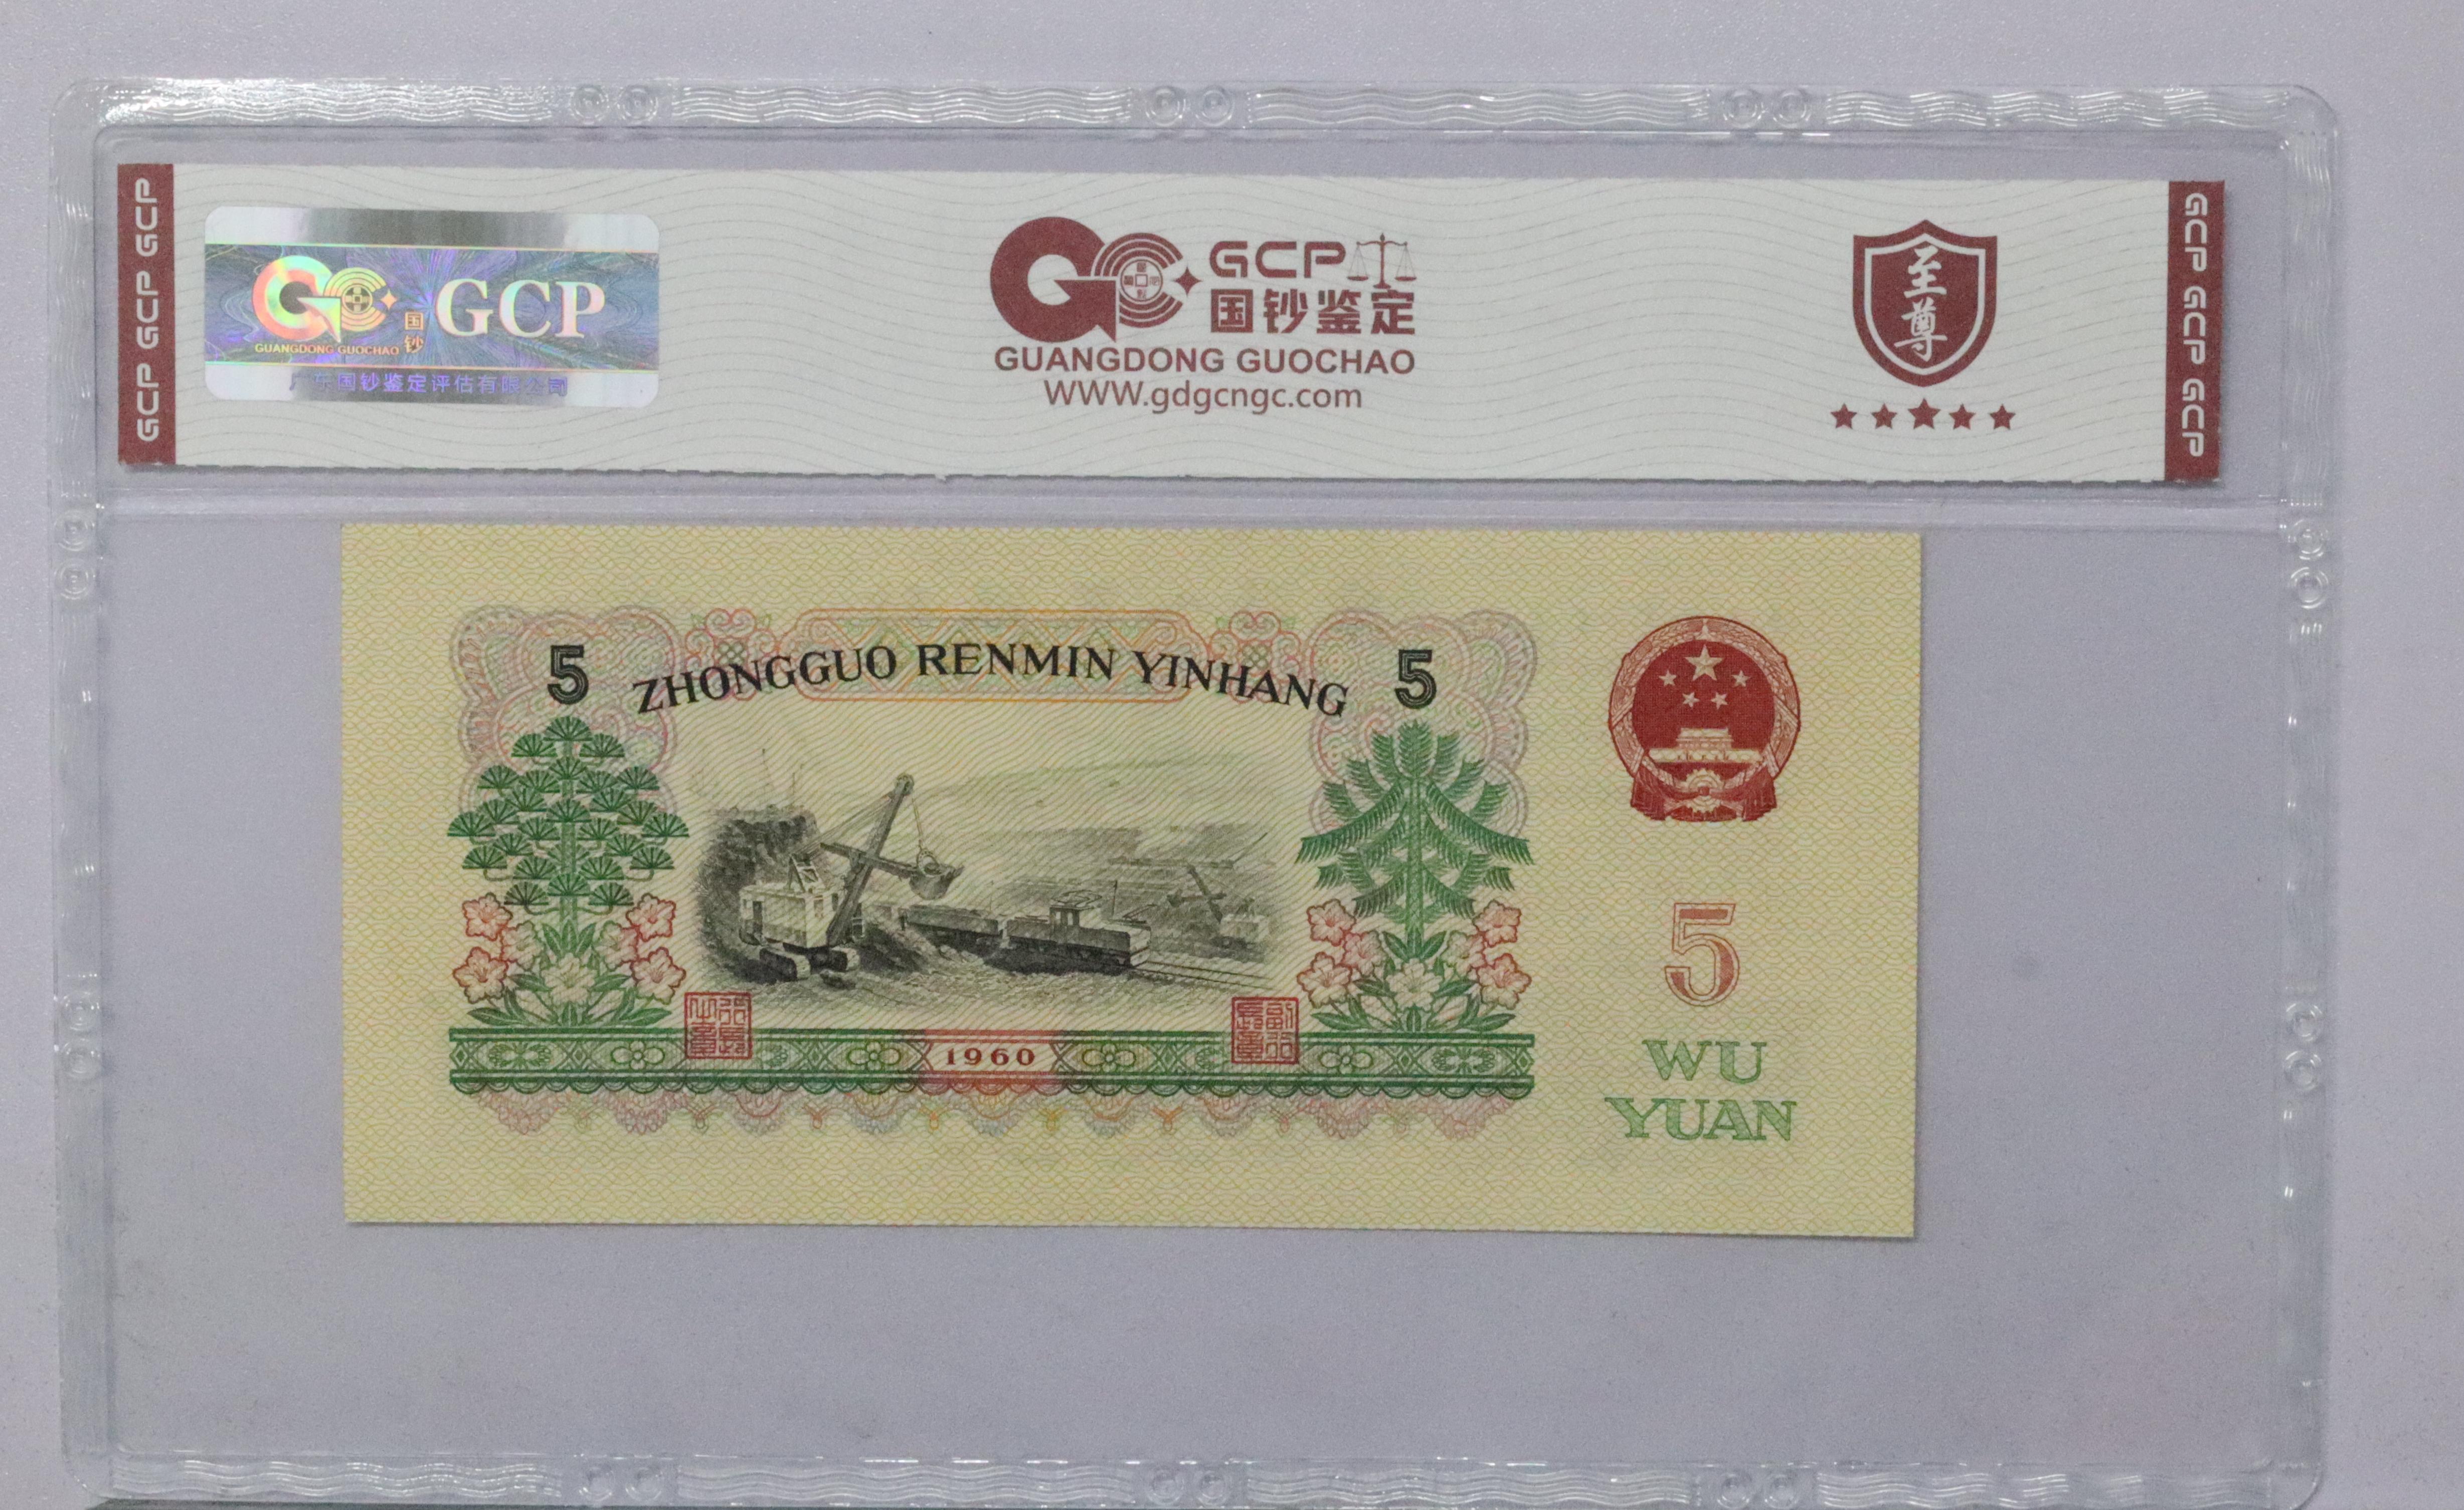 GCP GCP GCP
GCP
国钞
GUANGDONG GUOCHAO
广东国钞鉴定评估有限公司
GCP
国钞鉴定
GUANGDONG GUOCHAO
WWW.gdgcngc.com
至尊
GCP GCP GCP
5 ZHONGGUO RENMIN YINHANG 5
1960
5
WU
YUAN